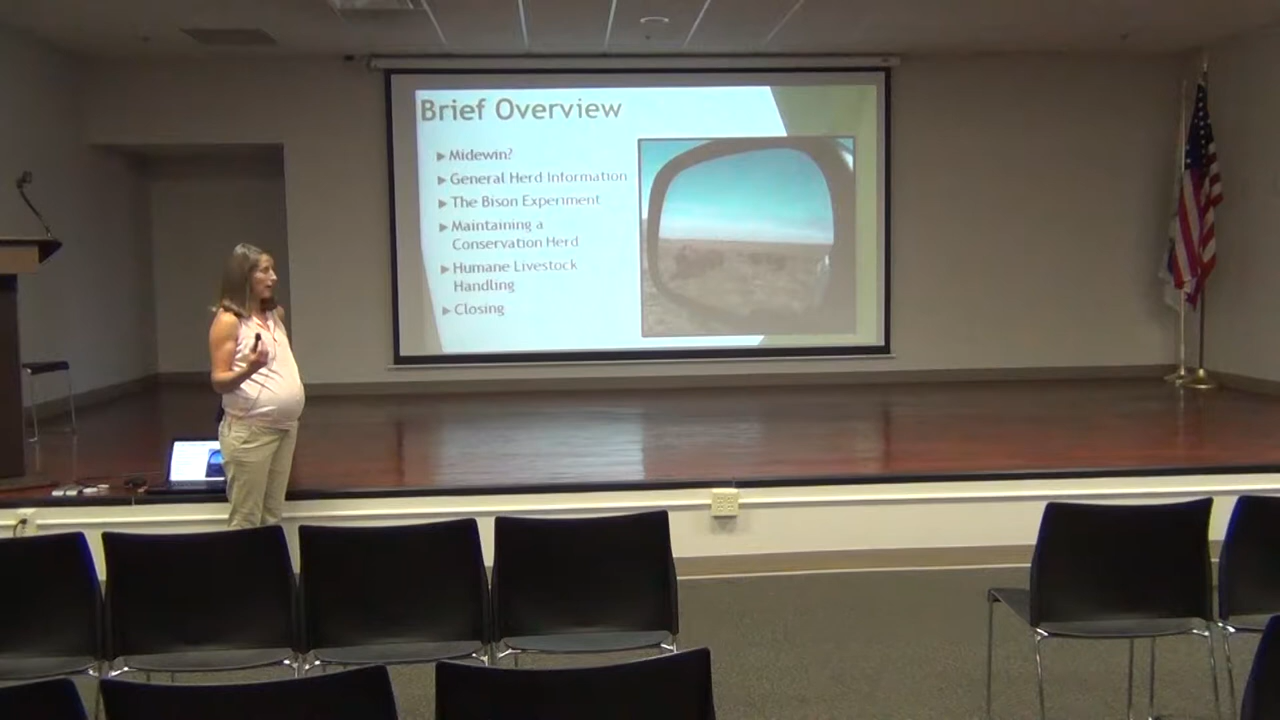 Brief Overview
Midewin?
General Herd Information
The Bison Experiment
Maintaining a
Conservation Herd
Humane Livestock
Handling
Closing